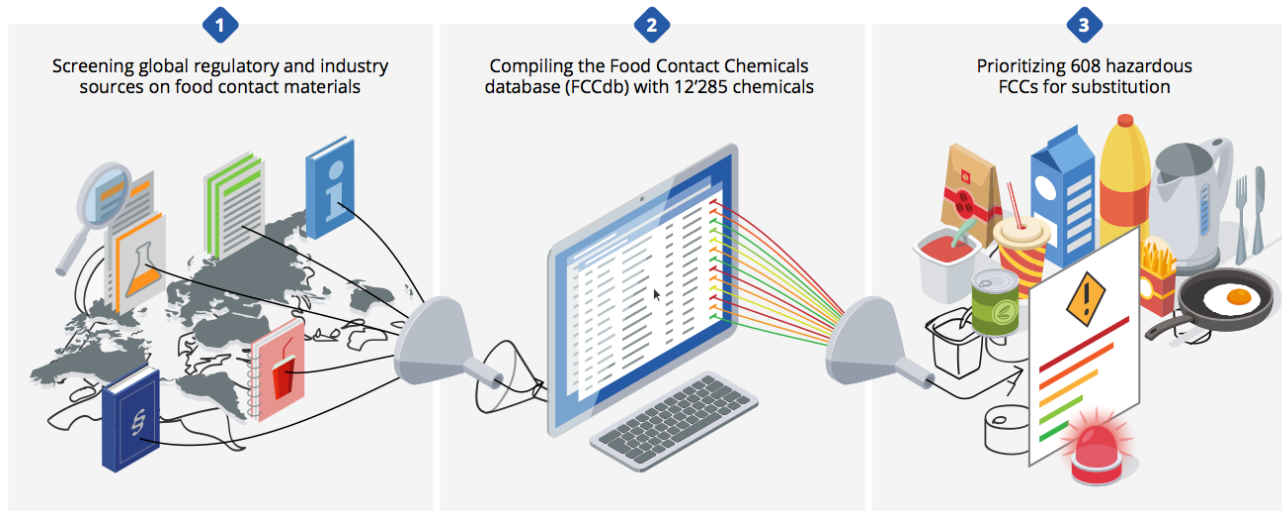 1
Screening global regulatory and industry
sources on food contact materials
2
Compiling the Food Contact Chemicals
database (FCCdb) with 12’285 chemicals
3
Prioritizing 608 hazardous
FCCs for substitution
i
§
!